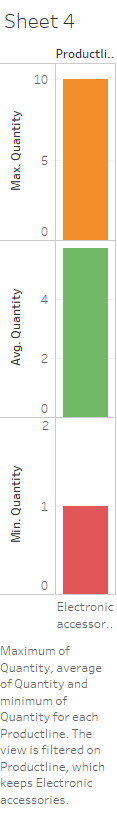 Sheet 4
Productli..
10
5
0
Max. Quantity
4
2
0
Avg. Quantity
2
1
0
Min. Quantity
Electronic
accessor..
Maximum of
Quantity, average
of Quantity and
minimum of
Quantity for each
Productline. The
view is filtered on
Productline, which
keeps Electronic
accessories.